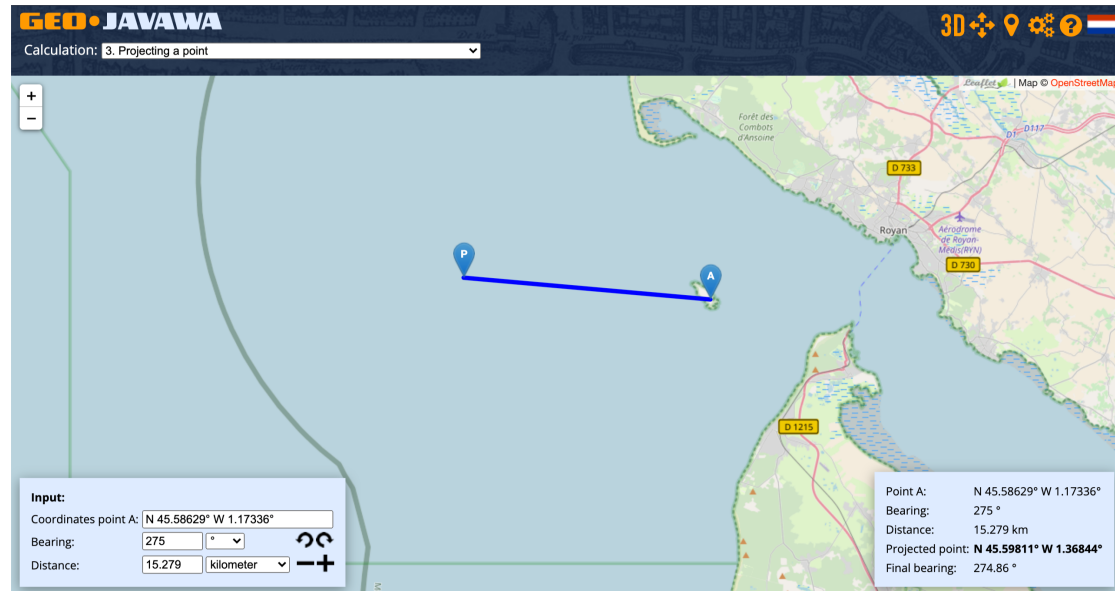 GEO•JAVAWA
3D
Calculation: 3. Projecting a point
+
−
Leaflet | Map © OpenStreetMap
Forêt des
Combots
d'Ansoine
D1
D117
D 733
Royan
Aérodrome
de Royan-
Médis(RYN)
D 730
P
A
D 1215
Input:
Coordinates point A: N 45.58629° W 1.17336°
Bearing: 275 °
Distance: 15.279 kilometer
Point A: N 45.58629° W 1.17336°
Bearing: 275 °
Distance: 15.279 km
Projected point: N 45.59811° W 1.36844°
Final bearing: 274.86 °